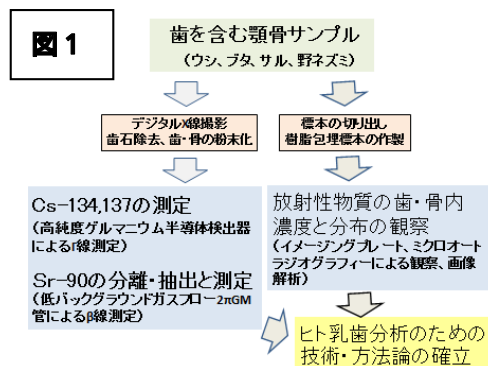 図1
歯を含む顎骨サンプル
(ウシ、ブタ、サル、野ネズミ)
デジタルX線撮影
歯石除去、歯・骨の粉末化
標本の切り出し
樹脂包埋標本の作製
Cs-134,137の測定
(高純度ゲルマニウム半導体検出器
によるγ線測定)
Sr-90の分離・抽出と測定
(低バックグラウンドガスフロー2πGM
管によるβ線測定)
放射性物質の歯・骨内
濃度と分布の観察
(イメージングプレート、ミクロオート
ラジオグラフィーによる観察、画像
解析)
ヒト乳歯分析のための
技術・方法論の確立